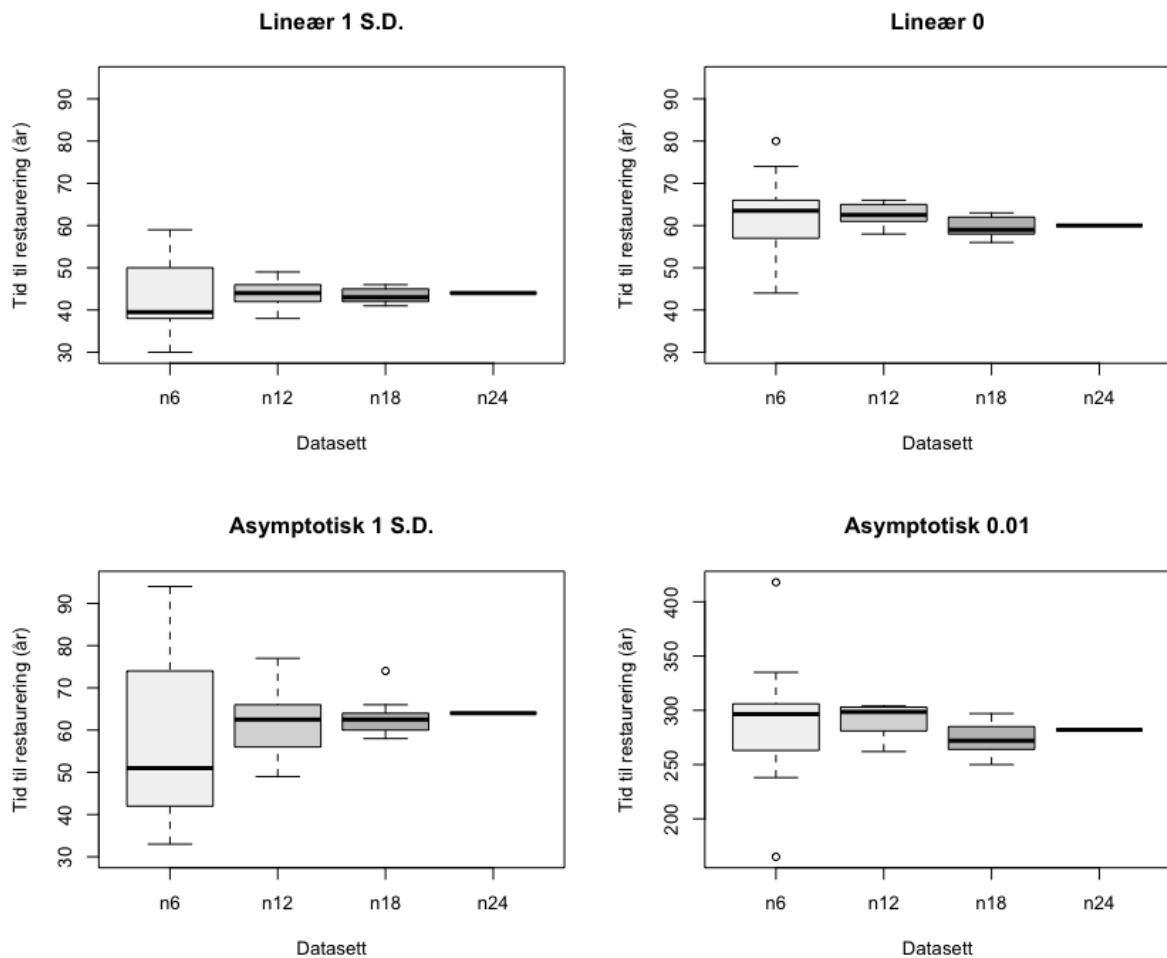 Lineær 1 S.D.
Tid til restaurering (år)
90
80
70
60
50
40
30
n6 n12 n18 n24
Datasett
Lineær 0
Tid til restaurering (år)
90
80
70
60
50
40
30
n6 n12 n18 n24
Datasett
Asymptotisk 1 S.D.
Tid til restaurering (år)
90
80
70
60
50
40
30
n6 n12 n18 n24
Datasett
Asymptotisk 0.01
Tid til restaurering (år)
400
350
300
250
200
n6 n12 n18 n24
Datasett